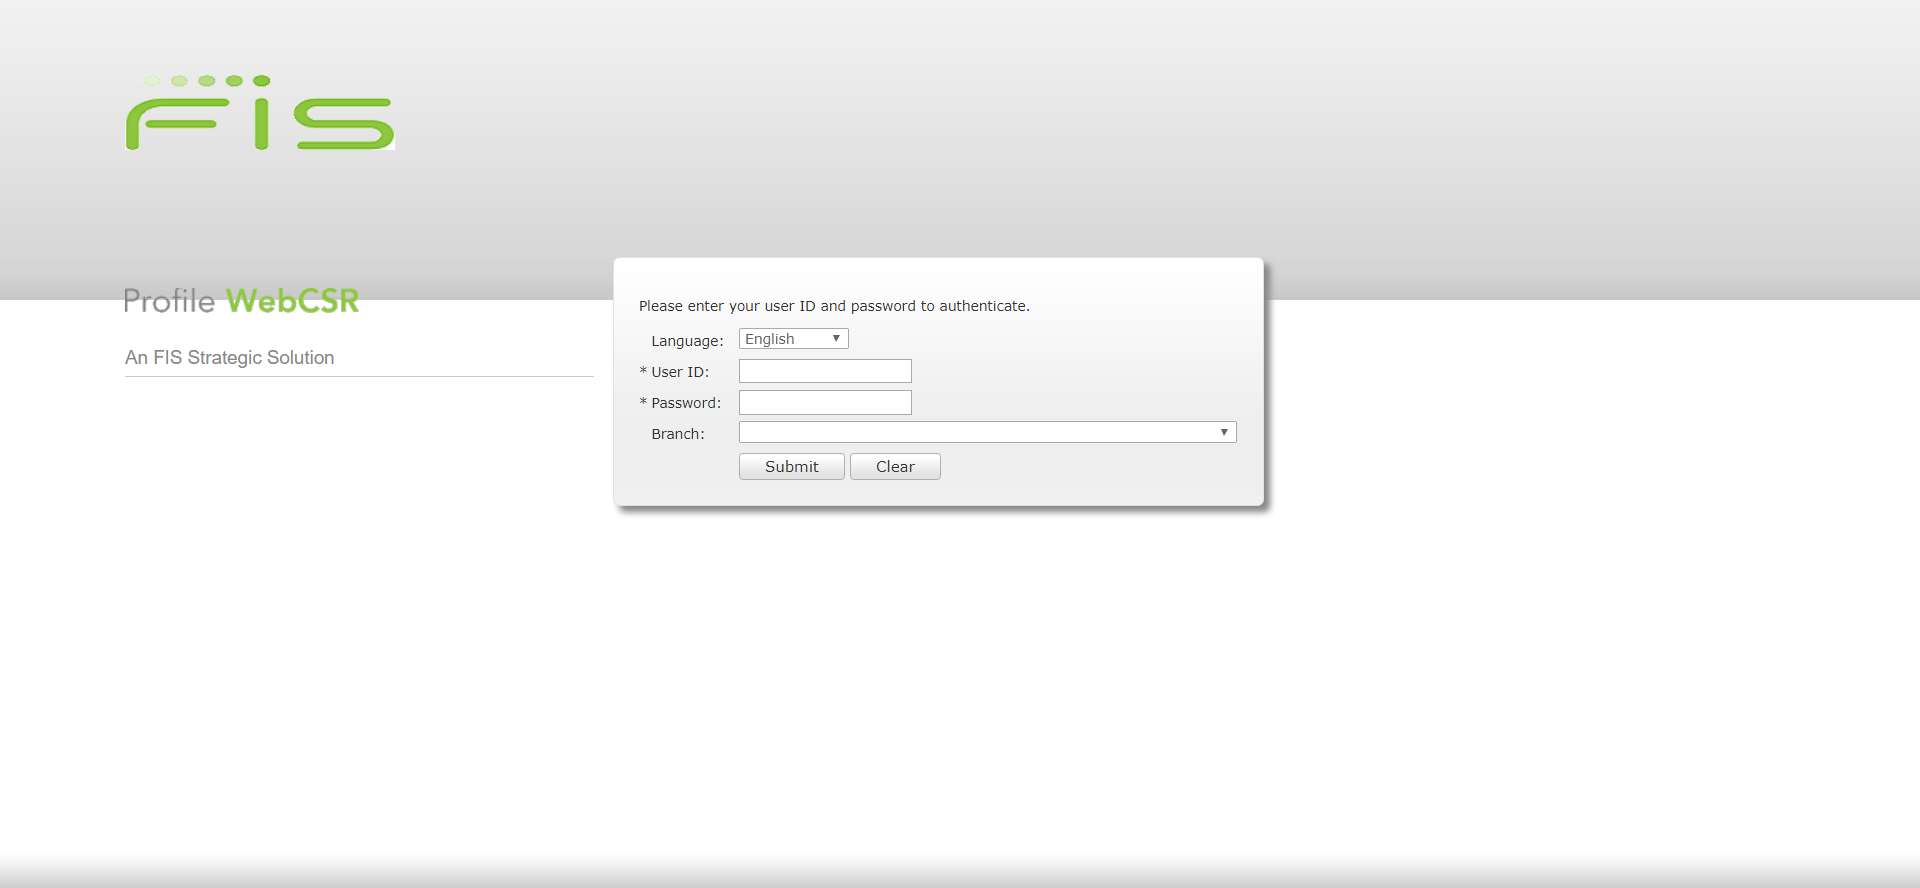 FIS
Profile WebCSR
An FIS Strategic Solution
Please enter your user ID and password to authenticate.
Language: English
* User ID:
* Password:
Branch:
Submit Clear